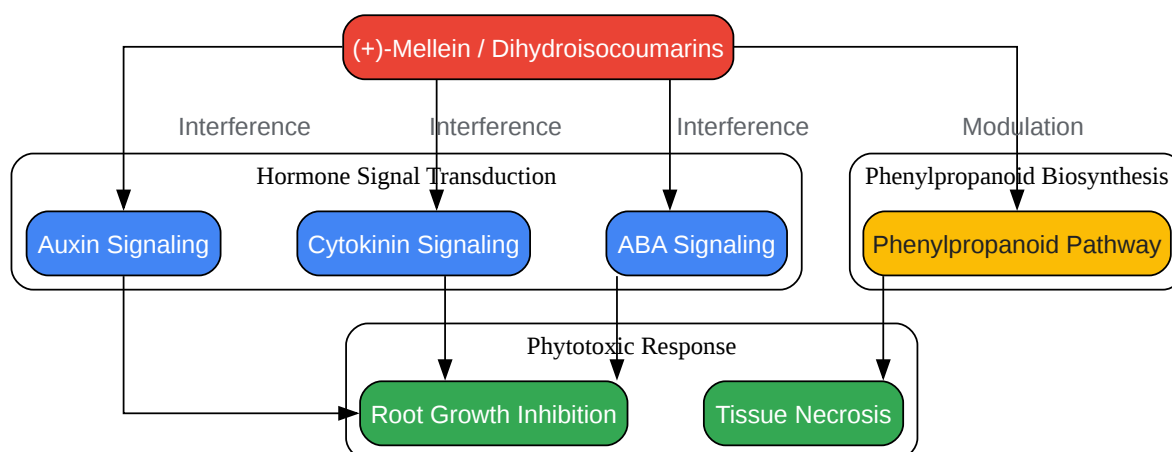 (+)-Mellein / Dihydroisocoumarins
Interference
Interference
Interference
Modulation
Hormone Signal Transduction
Phenylpropanoid Biosynthesis
Auxin Signaling
Cytokinin Signaling
ABA Signaling
Phenylpropanoid Pathway
Phytotoxic Response
Root Growth Inhibition
Tissue Necrosis